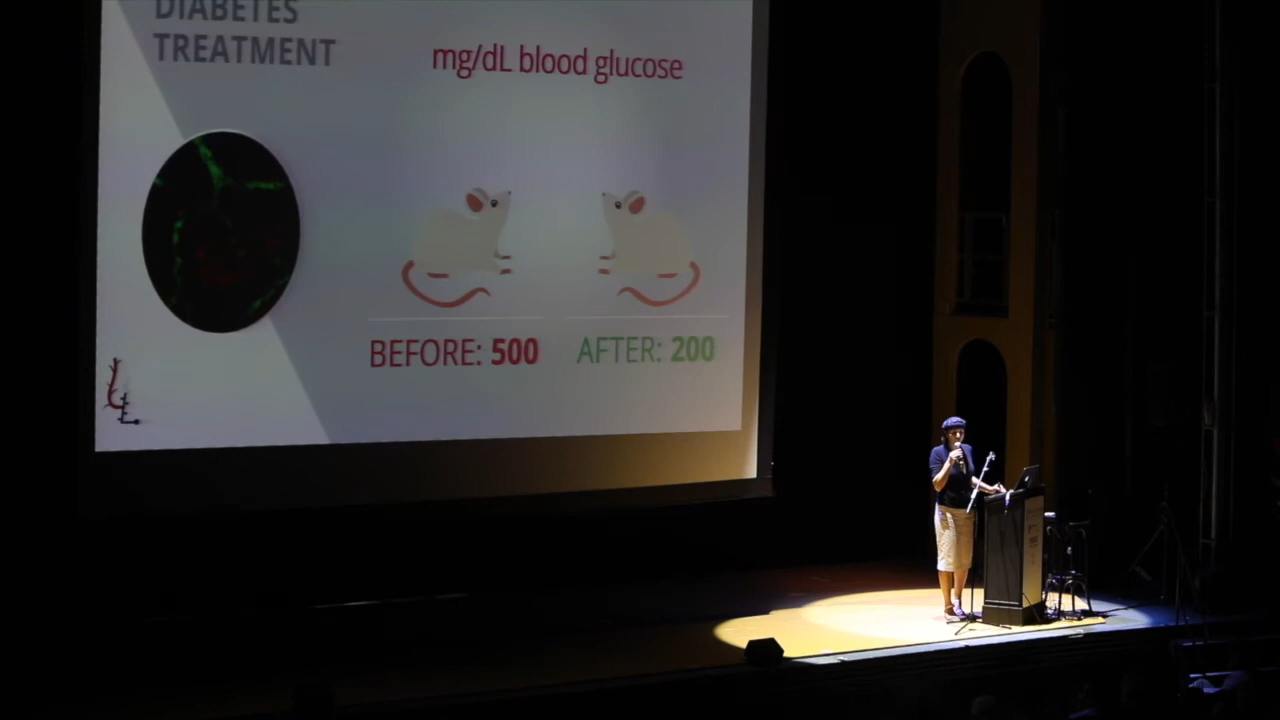 DIABETES
TREATMENT
mg/dL blood glucose
BEFORE: 500
AFTER: 200